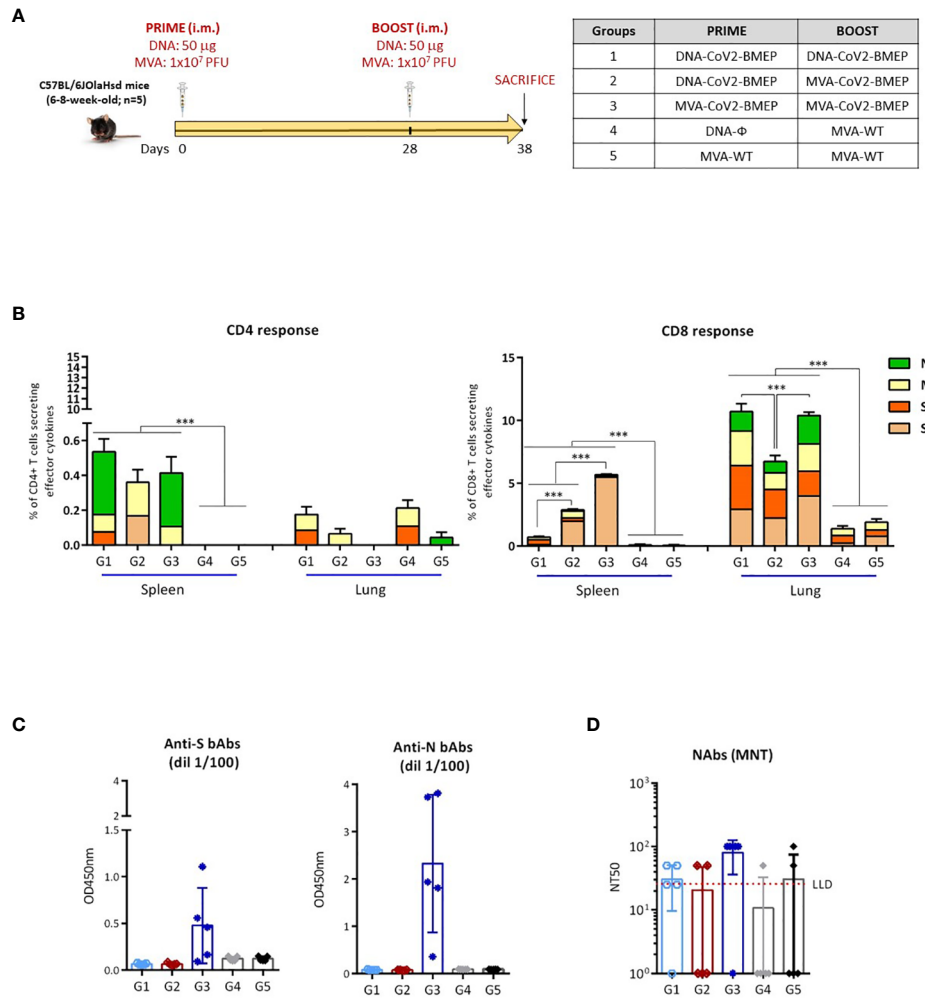 A
PRIME (i.m.)
DNA: 50 μg
MVA: 1x10⁷ PFU
BOOST (i.m.)
DNA: 50 μg
MVA: 1x10⁷ PFU
SACRIFICE
C57BL/6JOlaHsd mice
(6-8-week-old; n=5)
Days 0 28 38
Groups PRIME BOOST
1 DNA-CoV2-BMEP DNA-CoV2-BMEP
2 DNA-CoV2-BMEP MVA-CoV2-BMEP
3 MVA-CoV2-BMEP MVA-CoV2-BMEP
4 DNA-Φ MVA-WT
5 MVA-WT MVA-WT
B
CD4 response
% of CD4+ T cells secreting
effector cytokines
15
14
13
12
11
10
0.6
0.4
0.2
0.0
***
G1 G2 G3 G4 G5 G1 G2 G3 G4 G5
Spleen Lung
CD8 response
% of CD8+ T cells secreting
effector cytokines
15
10
5
0
***
***
***
***
***
G1 G2 G3 G4 G5 G1 G2 G3 G4 G5
Spleen Lung
S
S
C
Anti-S bAbs
(dil 1/100)
OD450nm
4
2
1.5
1.0
0.5
0.0
G1 G2 G3 G4 G5
Anti-N bAbs
(dil 1/100)
OD450nm
4
3
2
1
0
G1 G2 G3 G4 G5
D
NAbs (MNT)
NT50
10³
10²
10¹
10⁰
LLD
G1 G2 G3 G4 G5